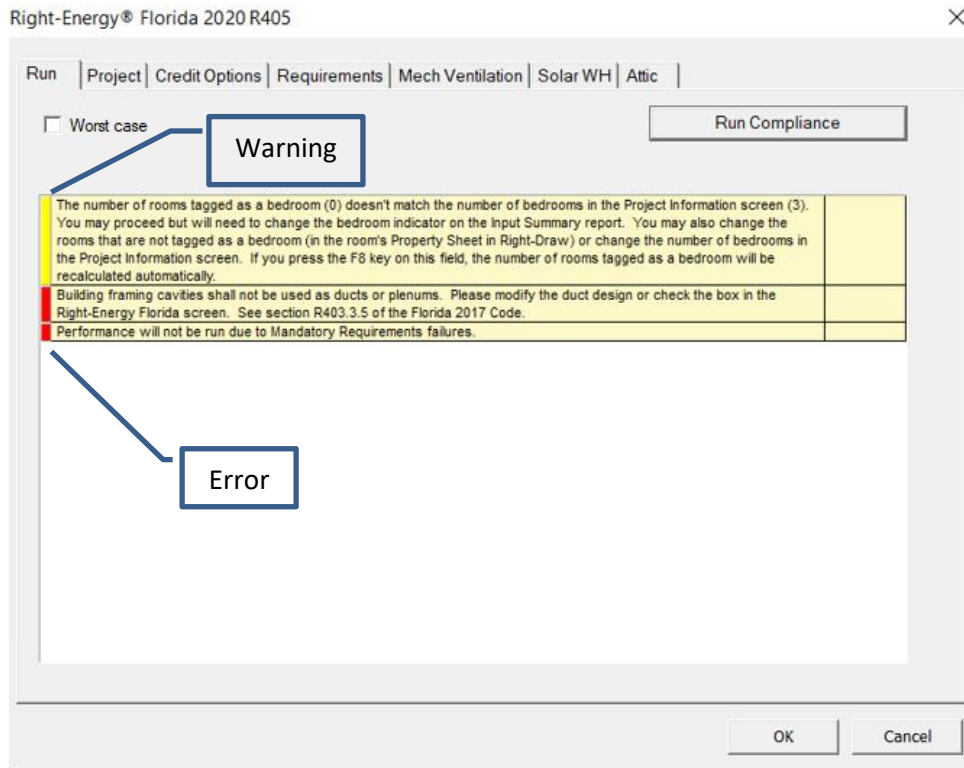 Right-Energy® Florida 2020 R405
Run Project Credit Options Requirements Mech Ventilation Solar WH Attic
Worst case
Run Compliance
Warning
The number of rooms tagged as a bedroom (0) doesn't match the number of bedrooms in the Project Information screen (3).
You may proceed but will need to change the bedroom indicator on the Input Summary report. You may also change the
rooms that are not tagged as a bedroom (in the room's Property Sheet in Right-Draw) or change the number of bedrooms in
the Project Information screen. If you press the F8 key on this field, the number of rooms tagged as a bedroom will be
recalculated automatically.
Building framing cavities shall not be used as ducts or plenums. Please modify the duct design or check the box in the
Right-Energy Florida screen. See section R403.3.5 of the Florida 2017 Code.
Performance will not be run due to Mandatory Requirements failures.
Error
OK Cancel